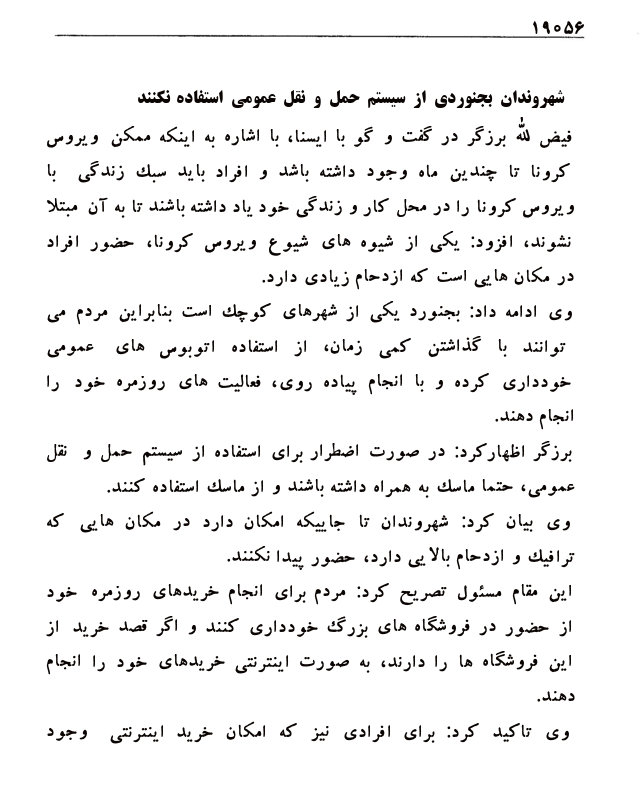 ۱۹۰۵۶
شهروندان بجنوردی از سیستم حمل و نقل عمومی استفاده نکنند
فیض لله برزگر در گفت و گو با ایسنا، با اشاره به اینکه ممکن ویروس
کرونا تا چندین ماه وجود داشته باشد و افراد باید سبك زندگی با
ویروس کرونا را در محل کار و زندگی خود یاد داشته باشند تا به آن مبتلا
نشوند، افزود: یکی از شیوه های شیوع ویروس کرونا، حضور افراد
در مکان هایی است که ازدحام زیادی دارد.
وی ادامه داد: بجنورد یکی از شهرهای کوچك است بنابراین مردم می
توانند با گذاشتن کمی زمان، از استفاده اتوبوس های عمومی
خودداری کرده و با انجام پیاده روی، فعالیت های روزمره خود را
انجام دهند.
برزگر اظهارکرد: در صورت اضطرار برای استفاده از سیستم حمل و نقل
عمومی، حتما ماسك به همراه داشته باشند و از ماسك استفاده کنند.
وی بیان کرد: شهروندان تا جاییکه امکان دارد در مکان هایی که
ترافیك و ازدحام بالایی دارد، حضور پیدا نکنند.
این مقام مسئول تصریح کرد: مردم برای انجام خریدهای روزمره خود
از حضور در فروشگاه های بزرگ خودداری کنند و اگر قصد خرید از
این فروشگاه ها را دارند، به صورت اینترنتی خریدهای خود را انجام
دهند.
وی تاکید کرد: برای افرادی نیز که امکان خرید اینترنتی وجود